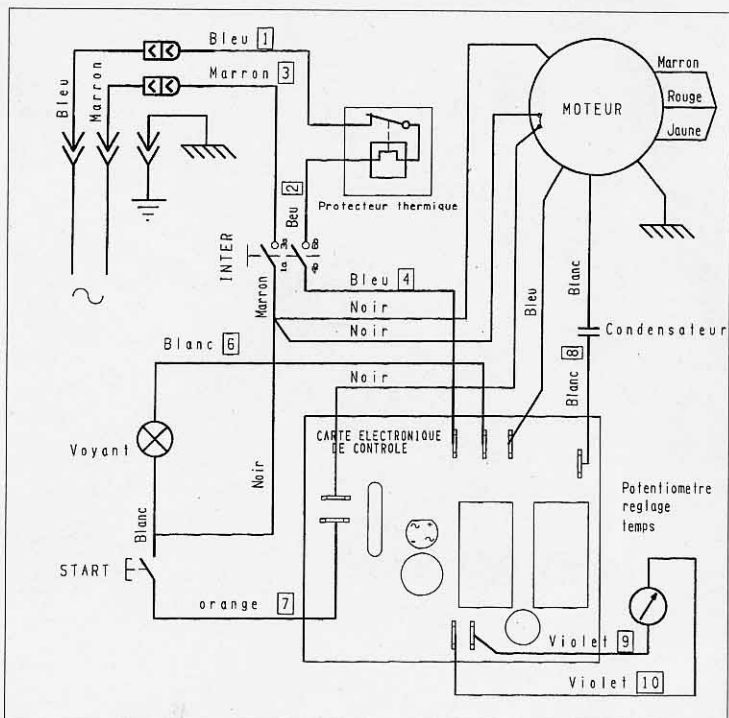 Bleu 1
Marron 3
Bleu
Marron
MOTEUR
Marron
Rouge
Jaune
Protecteur thermique
Beu 2
INTER
3a
1a
Marron
Bleu 4
Noir
Noir
Blanc 6
Noir
Bleu
Blanc
Condensateur
Blanc 8
Voyant
Noir
CARTE ELECTRONIQUE
DE CONTROLE
Potentiometre
reglage
temps
Blanc
START
orange 7
Violet 9
Violet 10